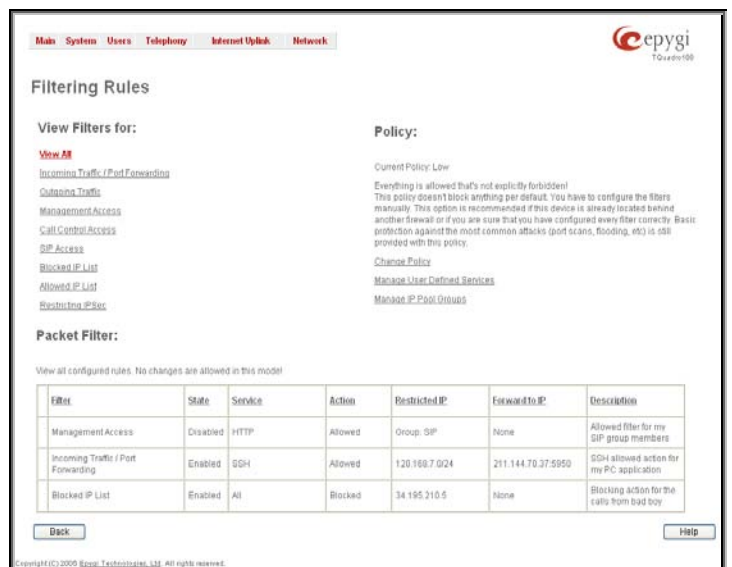 Main System Users Telephony Internet Uplink Network
epygi
TQuadro100
Filtering Rules
View Filters for:
View All
Incoming Traffic / Port Forwarding
Outgoing Traffic
Management Access
Call Control Access
SIP Access
Blocked IP List
Allowed IP List
Restricting IPSec
Policy:
Current Policy: Low
Everything is allowed that's not explicitly forbidden!
This policy doesn't block anything per default. You have to configure the filters
manually. This option is recommended if this device is already located behind
another firewall or if you are sure that you have configured every filter correctly. Basic
protection against the most common attacks (port scans, flooding, etc) is still
provided with this policy.
Change Policy
Manage User Defined Services
Manage IP Pool Groups
Packet Filter:
View all configured rules. No changes are allowed in this mode!
Filter State Service Action Restricted IP Forward to IP Description
Management Access Disabled HTTP Allowed Group: SIP None Allowed filter for my
SIP group members
Incoming Traffic / Port
Forwarding Enabled SSH Allowed 128.168.7.0/24 211.144.70.37:5950 SSH allowed action for
my PC application
Blocked IP List Enabled All Blocked 34.195.210.5 None Blocking action for the
calls from bad boy
Back Help
Copyright (C) 2005 Epygi Technologies, Ltd. All rights reserved.